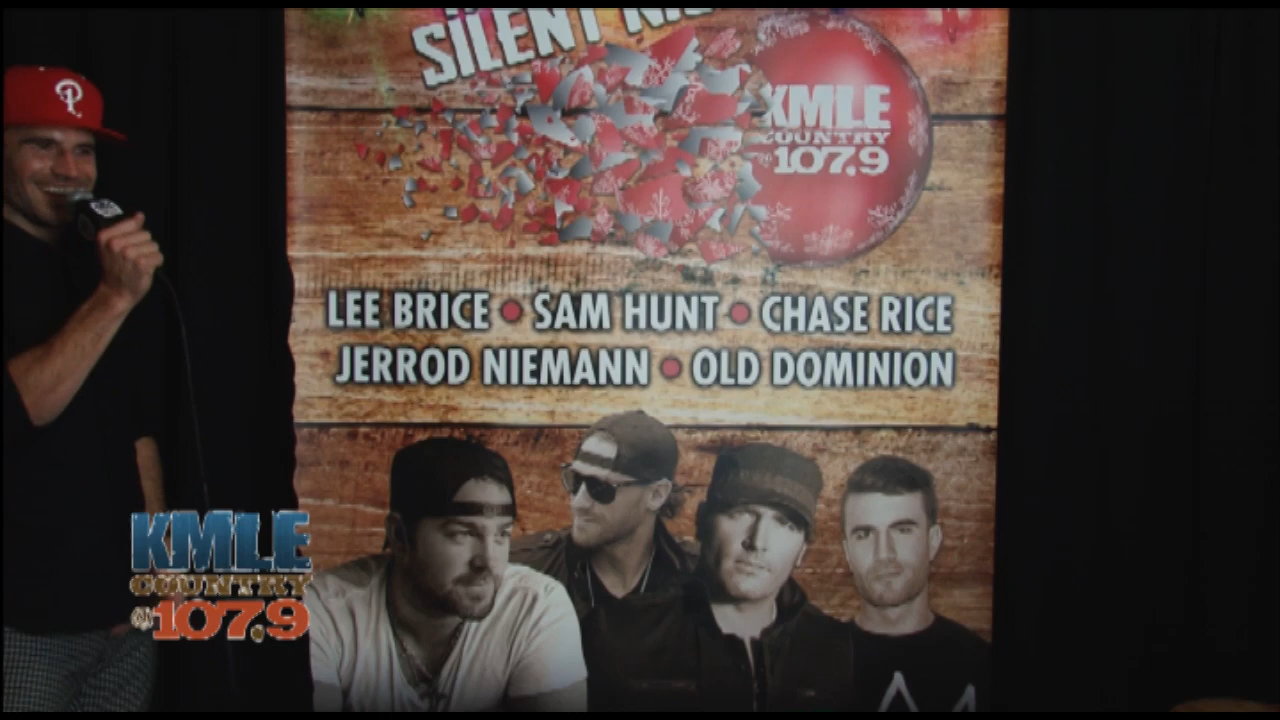 SILENT
KMLE
COUNTRY
107.9
LEE BRICE • SAM HUNT • CHASE RICE
JERROD NIEMANN • OLD DOMINION
P
KMLE
COUNTRY
107.9